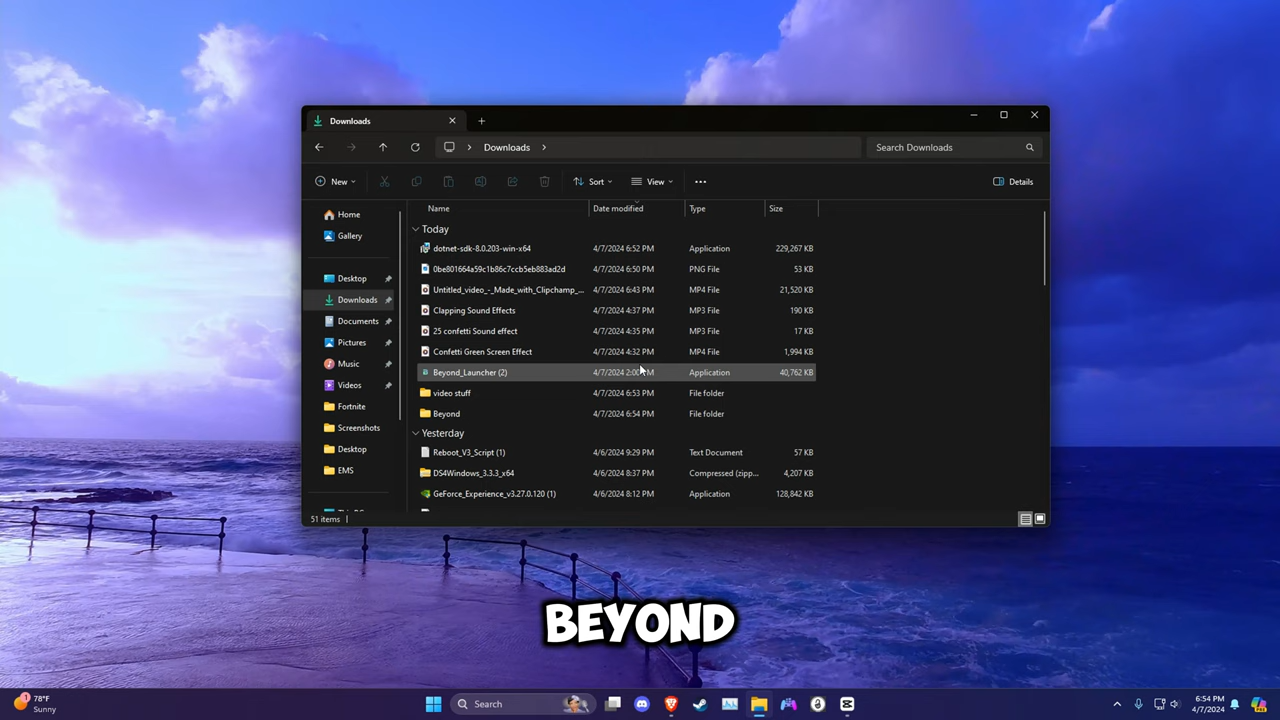 Downloads
Downloads
Search Downloads
New
Sort
View
Details
Home
Gallery
Desktop
Downloads
Documents
Pictures
Music
Videos
Fortnite
Screenshots
Desktop
EMS
Name Date modified Type Size
Today
dotnet-sdk-8.0.203-win-x64 4/7/2024 6:52 PM Application 229,267 KB
0be801664a59c1b86c7ccb5eb883ad2d 4/7/2024 6:50 PM PNG File 53 KB
Untitled_video_-_Made_with_Clipchamp_... 4/7/2024 6:43 PM MP4 File 21,520 KB
Clapping Sound Effects 4/7/2024 4:37 PM MP3 File 190 KB
25 confetti Sound effect 4/7/2024 4:35 PM MP3 File 17 KB
Confetti Green Screen Effect 4/7/2024 4:32 PM MP4 File 1,994 KB
Beyond_Launcher (2) 4/7/2024 2:00 PM Application 40,762 KB
video stuff 4/7/2024 6:53 PM File folder
Beyond 4/7/2024 6:54 PM File folder
Yesterday
Reboot_V3_Script (1) 4/6/2024 9:29 PM Text Document 57 KB
DS4Windows_3.3.3_x64 4/6/2024 8:37 PM Compressed (zipp... 4,207 KB
GeForce_Experience_v3.27.0.120 (1) 4/6/2024 8:12 PM Application 128,842 KB
51 items
BEYOND
1
78°F
Sunny
Search
6:54 PM
4/7/2024